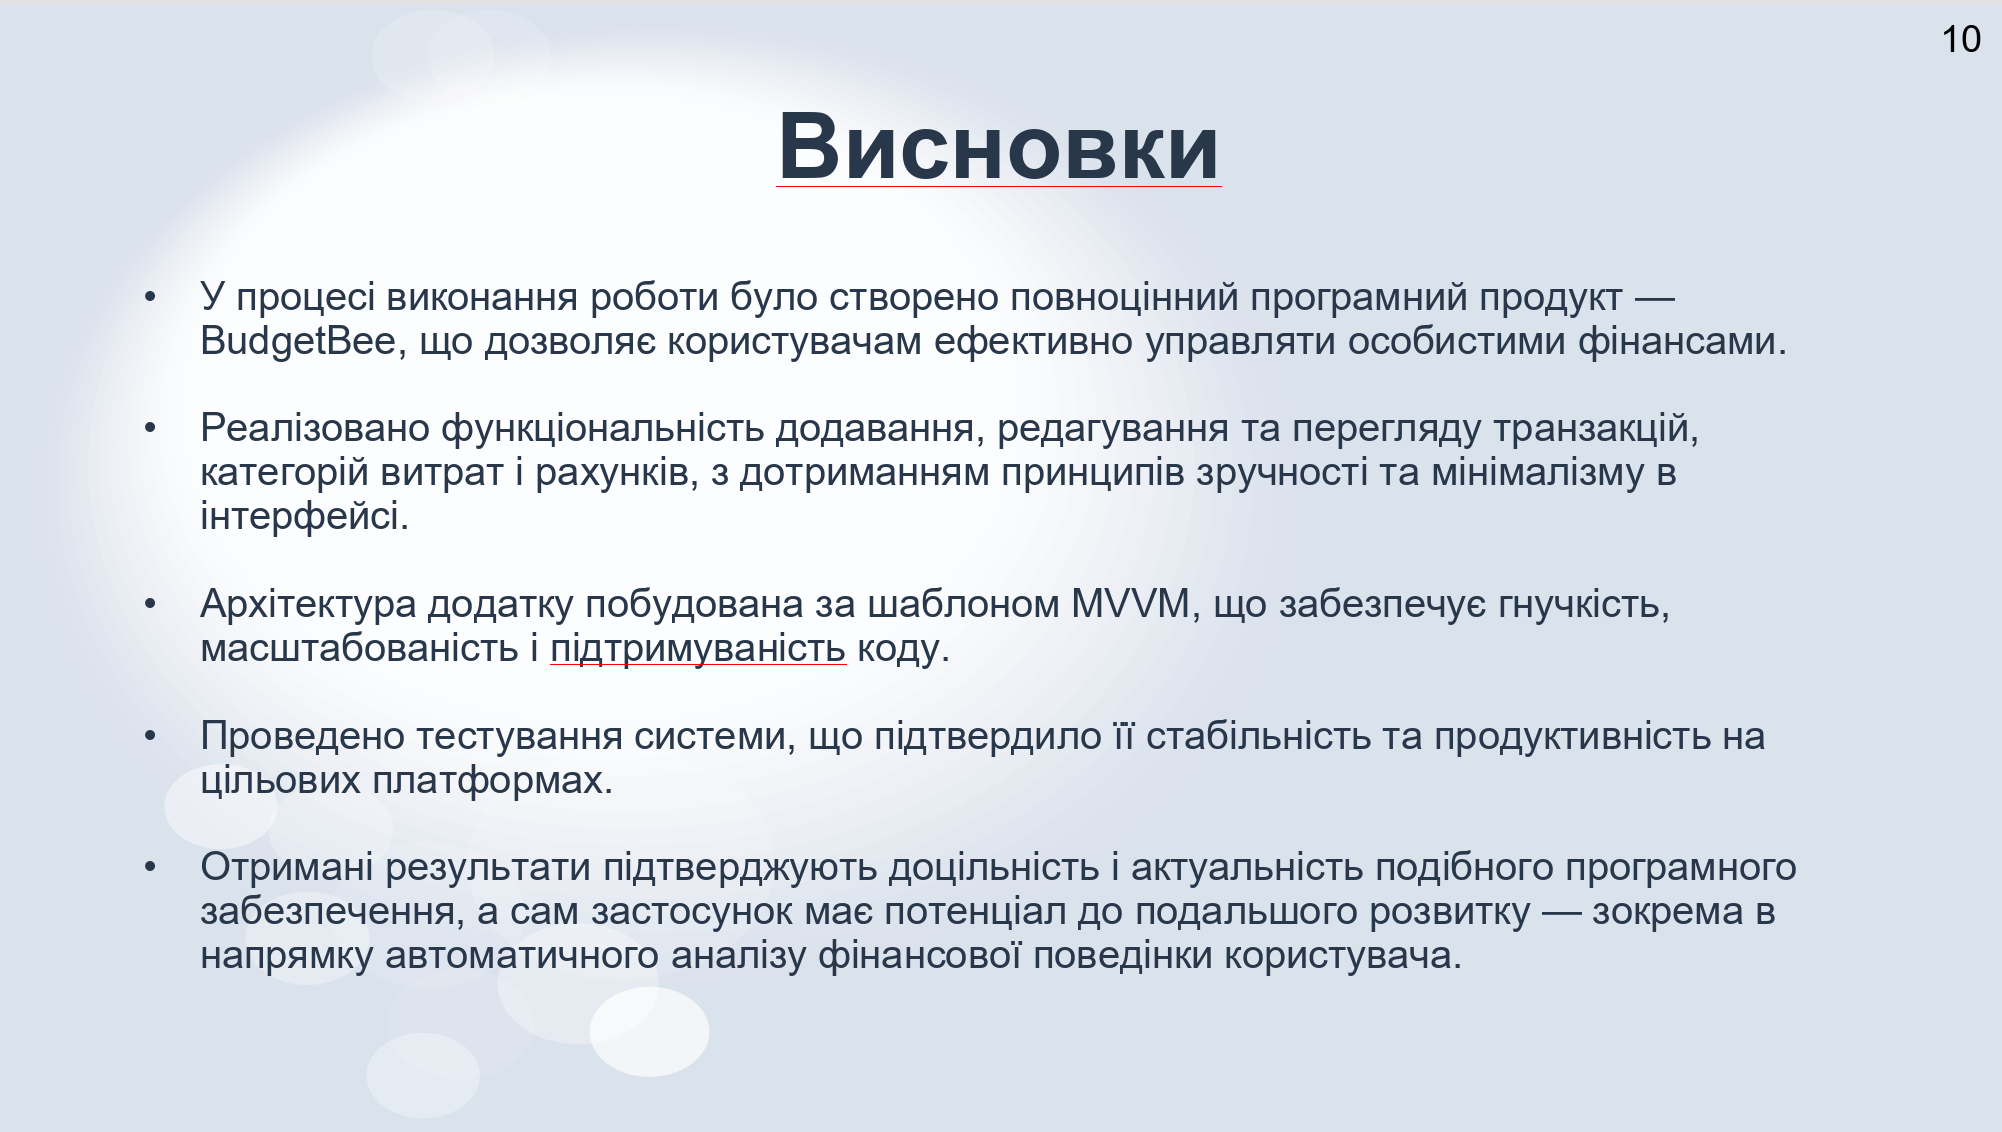 10
Висновки
• У процесі виконання роботи було створено повноцінний програмний продукт —
BudgetBee, що дозволяє користувачам ефективно управляти особистими фінансами.
• Реалізовано функціональність додавання, редагування та перегляду транзакцій,
категорій витрат і рахунків, з дотриманням принципів зручності та мінімалізму в
інтерфейсі.
• Архітектура додатку побудована за шаблоном MVVM, що забезпечує гнучкість,
масштабованість і підтримуваність коду.
• Проведено тестування системи, що підтвердило її стабільність та продуктивність на
цільових платформах.
• Отримані результати підтверджують доцільність і актуальність подібного програмного
забезпечення, а сам застосунок має потенціал до подальшого розвитку — зокрема в
напрямку автоматичного аналізу фінансової поведінки користувача.